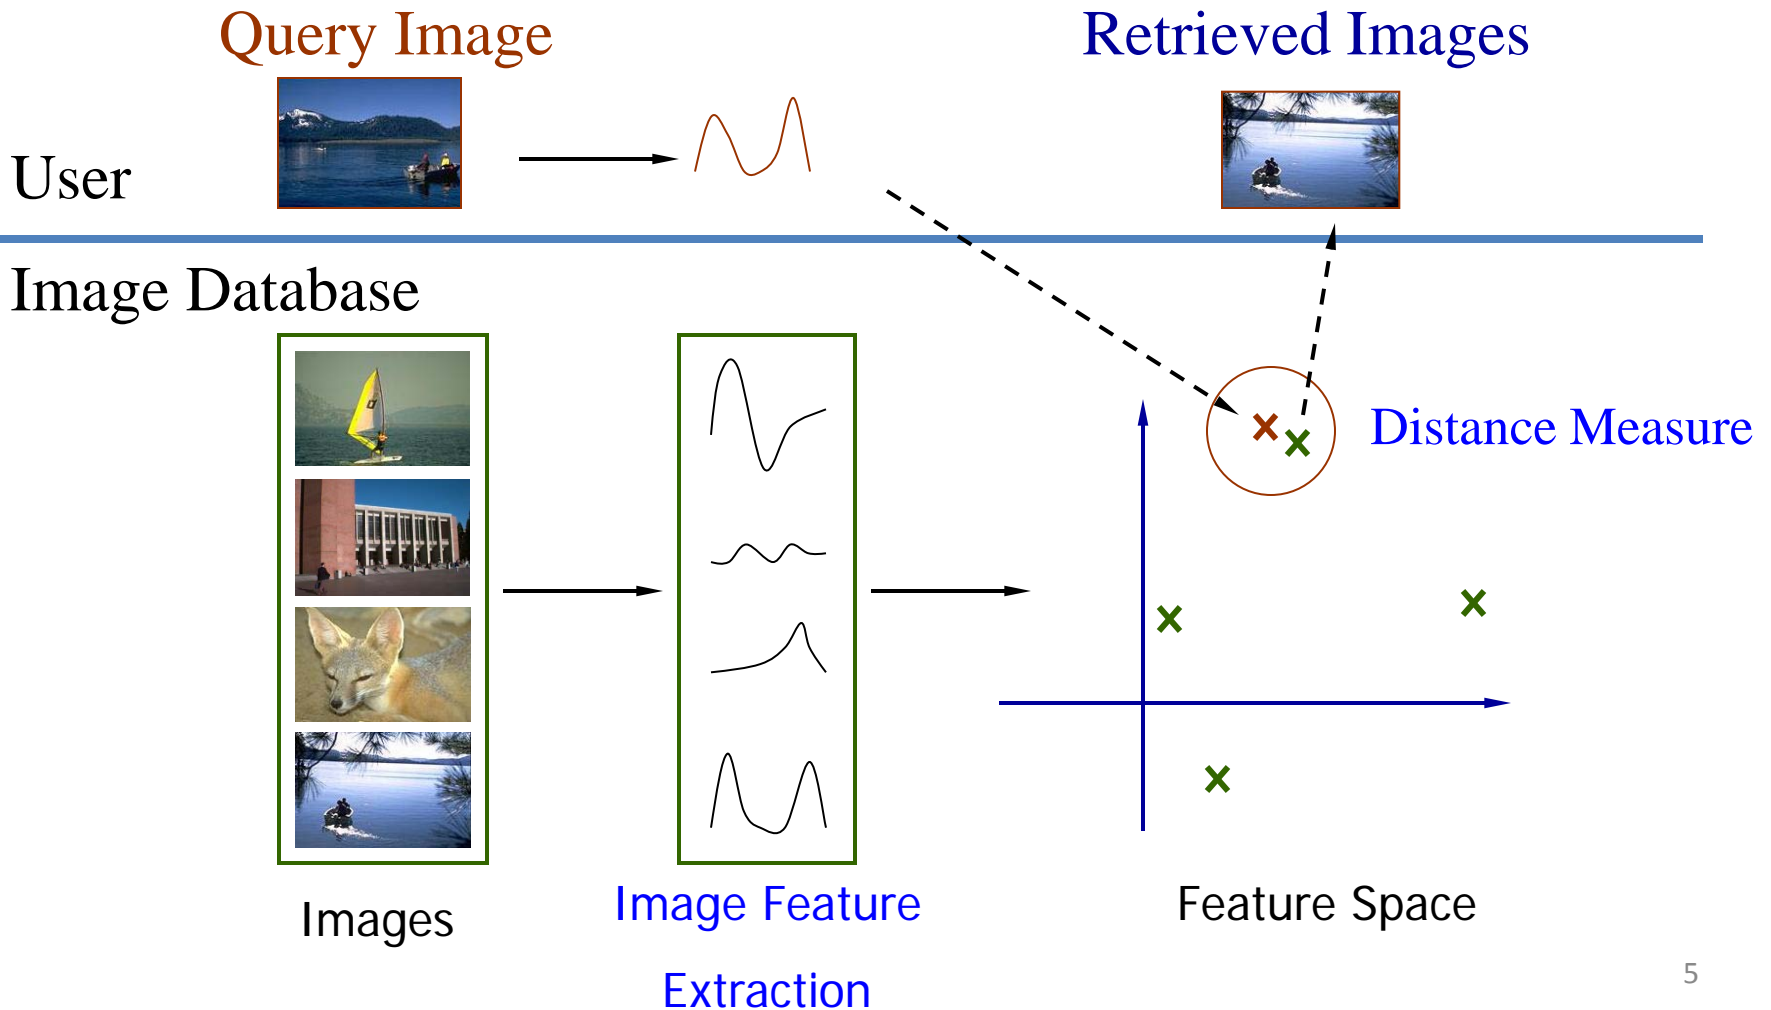 Query Image
Retrieved Images
User
Image Database
Distance Measure
Images
Image Feature
Extraction
Feature Space
5